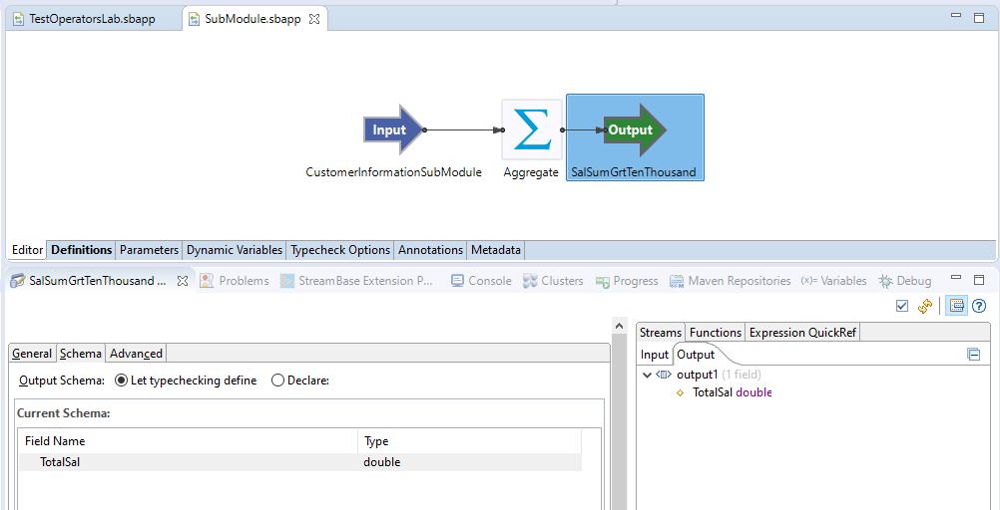 TestOperatorsLab.sbapp
SubModule.sbapp
Input
Output
CustomerInformationSubModule
Aggregate
SalSumGrtTenThousand
Editor Definitions Parameters Dynamic Variables Typecheck Options Annotations Metadata
SalSumGrtTenThousand ... Problems StreamBase Extension P... Console Clusters Progress Maven Repositories (x)= Variables Debug
General Schema Advanced
Output Schema: Let typechecking define Declare:
Current Schema:
Field Name Type
TotalSal double
Streams Functions Expression QuickRef
Input Output
output1 (1 field)
TotalSal double